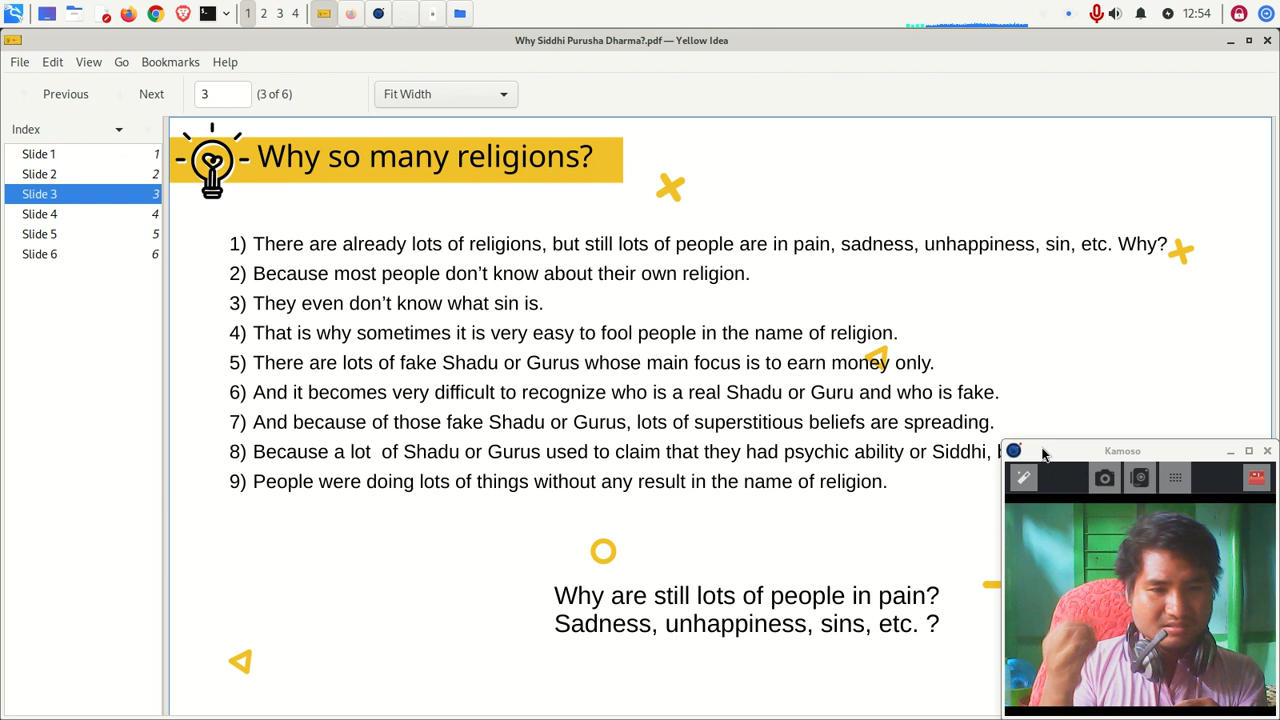 1 2 3 4
12:54
Why Siddhi Purusha Dharma?.pdf — Yellow Idea
File Edit View Go Bookmarks Help
Previous Next 3 (3 of 6) Fit Width
Index
Slide 1 1
Slide 2 2
Slide 3 3
Slide 4 4
Slide 5 5
Slide 6 6
Why so many religions?
1) There are already lots of religions, but still lots of people are in pain, sadness, unhappiness, sin, etc. Why?
2) Because most people don’t know about their own religion.
3) They even don’t know what sin is.
4) That is why sometimes it is very easy to fool people in the name of religion.
5) There are lots of fake Shadu or Gurus whose main focus is to earn money only.
6) And it becomes very difficult to recognize who is a real Shadu or Guru and who is fake.
7) And because of those fake Shadu or Gurus, lots of superstitious beliefs are spreading.
8) Because a lot of Shadu or Gurus used to claim that they had psychic ability or Siddhi,
9) People were doing lots of things without any result in the name of religion.
Why are still lots of people in pain?
Sadness, unhappiness, sins, etc. ?
Kamoso